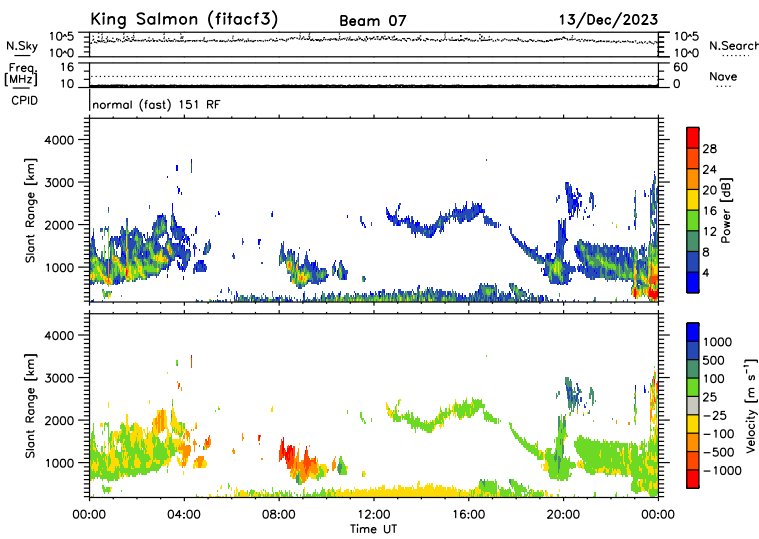 King Salmon (fitacf3) Beam 07 13/Dec/2023
N.Sky 10^5 10^0 10^5 10^0 N.Search
Freq. [MHz] 16 10 60 0 Nave
CPID normal (fast) 151 RF
Slant Range [km] 4000 3000 2000 1000
Power [dB] 28 24 20 16 12 8 4
Slant Range [km] 4000 3000 2000 1000
Velocity [m s⁻¹] 1000 500 100 25 −25 −100 −500 −1000
00:00 04:00 08:00 12:00 16:00 20:00 00:00
Time UT